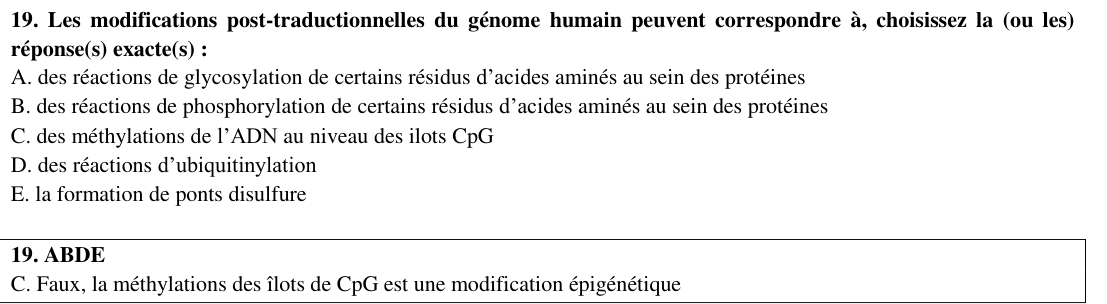 19. Les modifications post-traductionnelles du génome humain peuvent correspondre à, choisissez la (ou les)
réponse(s) exacte(s) :
A. des réactions de glycosylation de certains résidus d’acides aminés au sein des protéines
B. des réactions de phosphorylation de certains résidus d’acides aminés au sein des protéines
C. des méthylations de l’ADN au niveau des ilots CpG
D. des réactions d’ubiquitinylation
E. la formation de ponts disulfure
19. ABDE
C. Faux, la méthylations des îlots de CpG est une modification épigénétique